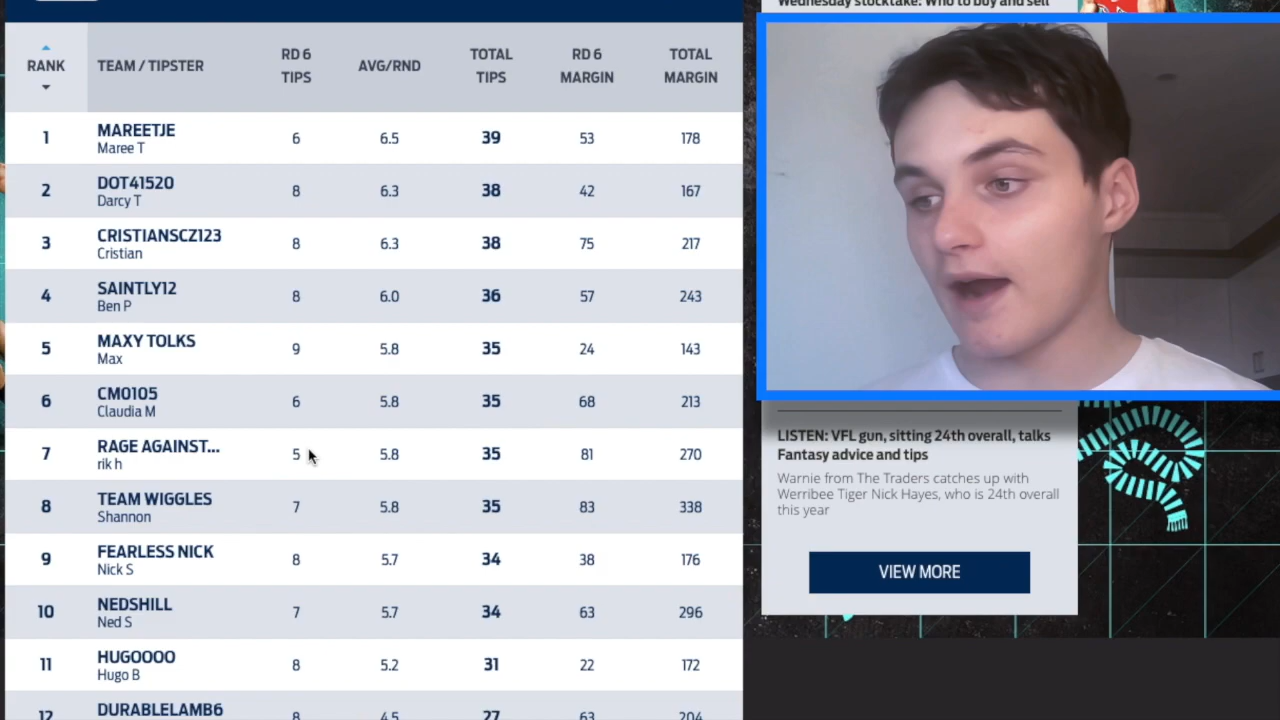 Wednesday stocktake: Who to buy and sell
RANK TEAM / TIPSTER RD 6 TIPS AVG/RND TOTAL TIPS RD 6 MARGIN TOTAL MARGIN
1 MAREETJE 6 6.5 39 53 178
Maree T
2 DOT41520 8 6.3 38 42 167
Darcy T
3 CRISTIANSCZ123 8 6.3 38 75 217
Cristian
4 SAINTLY12 8 6.0 36 57 243
Ben P
5 MAXY TOLKS 9 5.8 35 24 143
Max
6 CM0105 6 5.8 35 68 213
Claudia M
7 RAGE AGAINST... 5 5.8 35 81 270
rik h
8 TEAM WIGGLES 7 5.8 35 83 338
Shannon
9 FEARLESS NICK 8 5.7 34 38 176
Nick S
10 NEDSHILL 7 5.7 34 63 296
Ned S
11 HUGOOOO 8 5.2 31 22 172
Hugo B
12 DURABLELAMB6 8 4.5 27 63 204
LISTEN: VFL gun, sitting 24th overall, talks
Fantasy advice and tips
Warnie from The Traders catches up with
Werribee Tiger Nick Hayes, who is 24th overall
this year
VIEW MORE